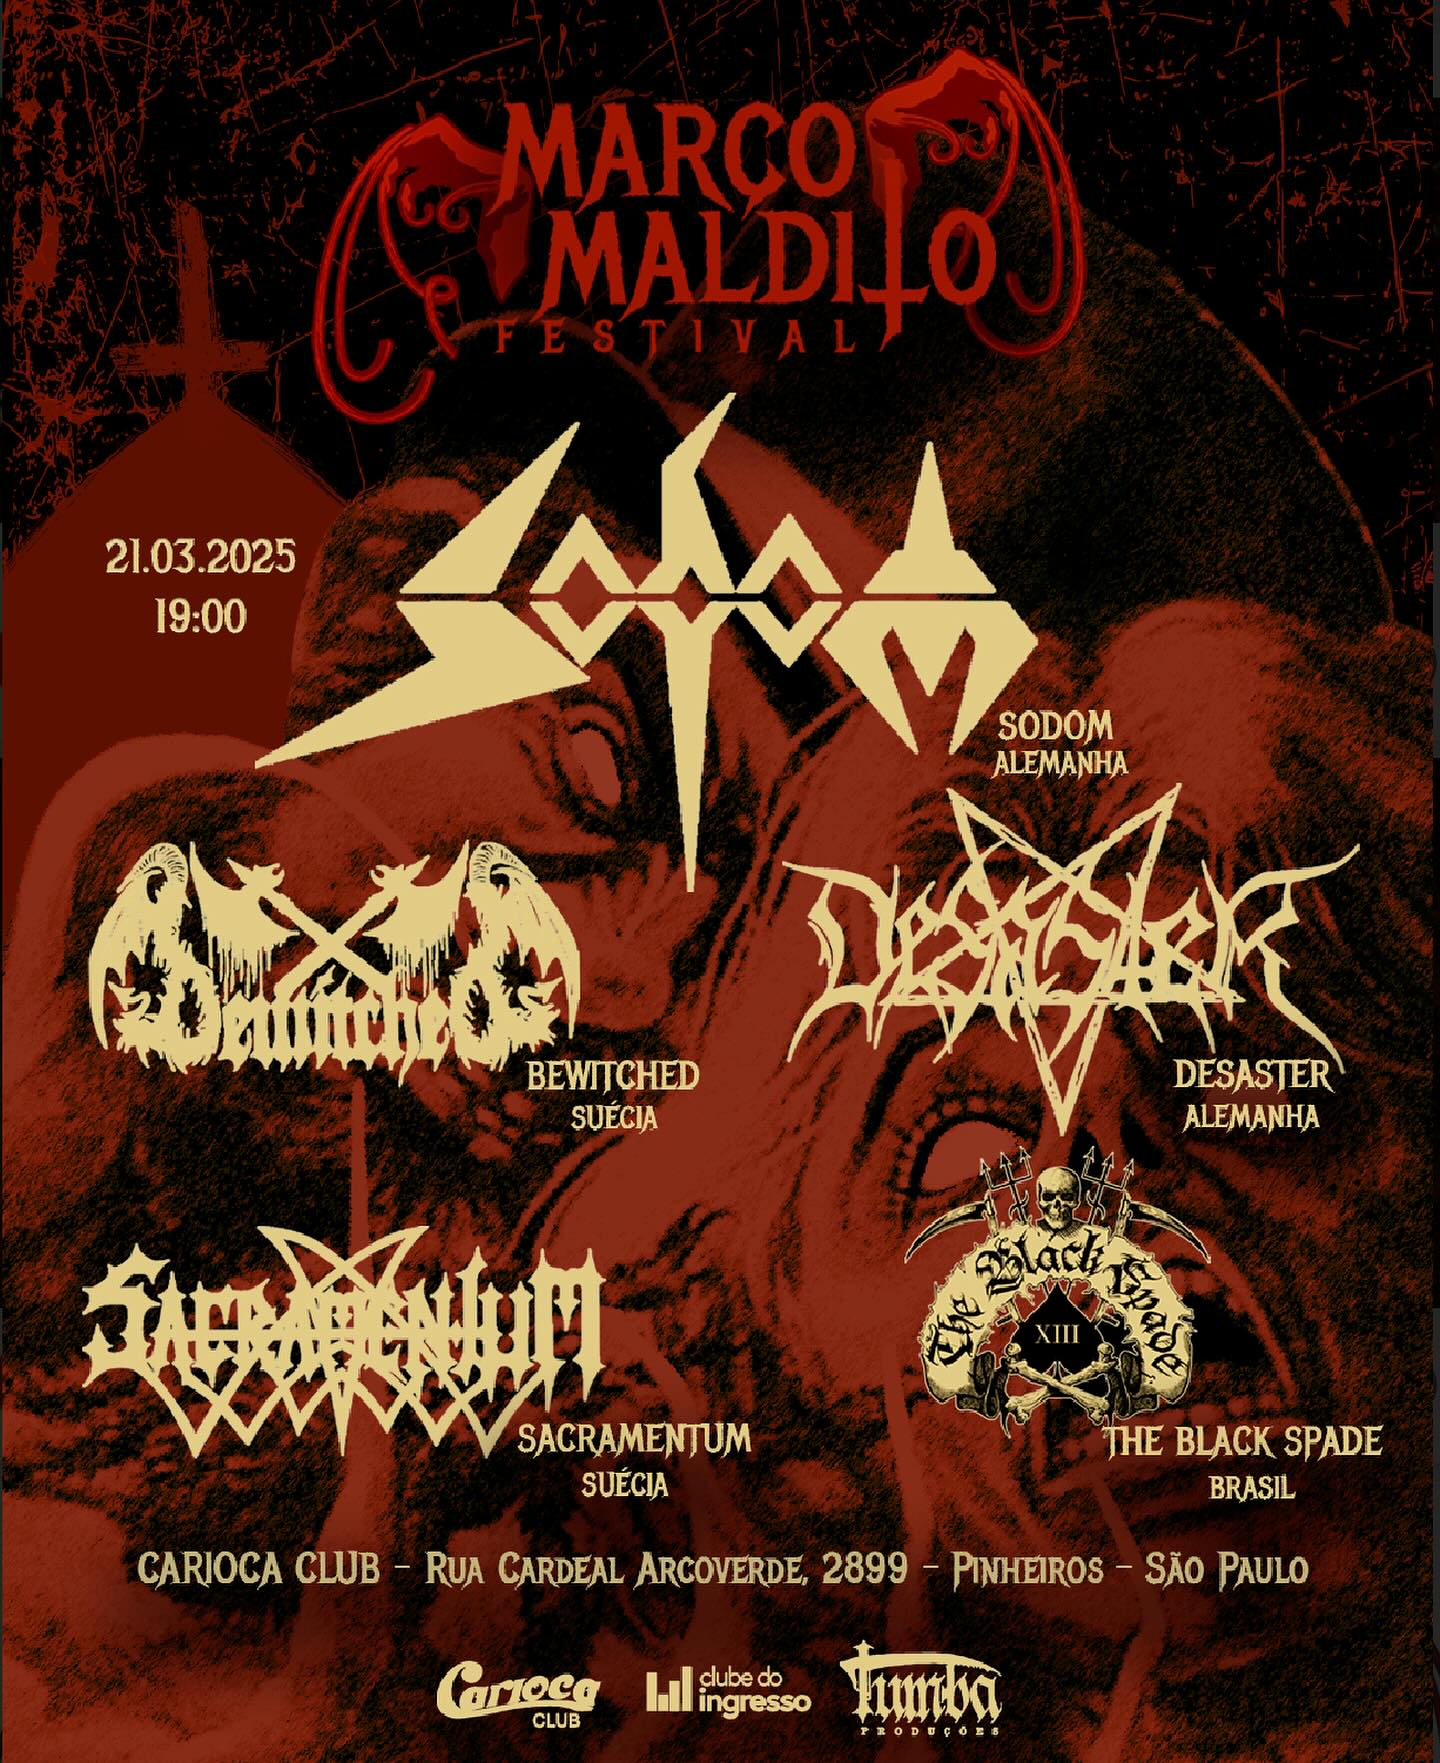 MARÇO
MALDITO
FESTIVAL
21.03.2025
19:00
SODOM
SODOM
ALEMANHA
Bewitched
BEWITCHED
SUÉCIA
DESASTER
DESASTER
ALEMANHA
SACRAMENTUM
SACRAMENTUM
SUÉCIA
The Black Spade
XIII
THE BLACK SPADE
BRASIL
CARIOCA CLUB - RUA CARDEAL ARCOVERDE, 2899 - PINHEIROS - SÃO PAULO
Carioca
CLUB
clube do
ingresso
Tumba
PRODUÇÕES